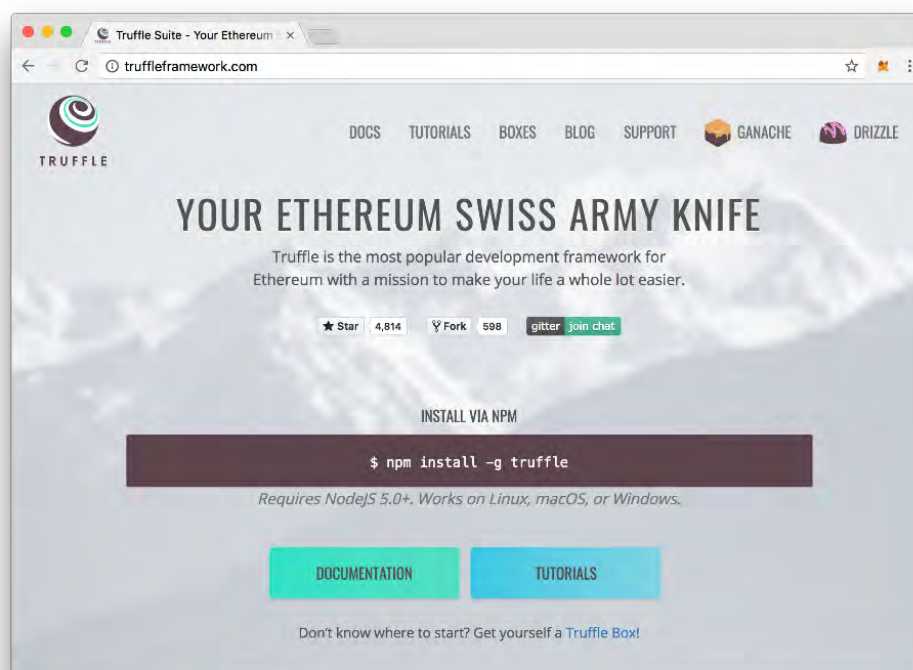 Truffle Suite - Your Ethereum
truffleframework.com
TRUFFLE
DOCS TUTORIALS BOXES BLOG SUPPORT GANACHE DRIZZLE
YOUR ETHEREUM SWISS ARMY KNIFE
Truffle is the most popular development framework for
Ethereum with a mission to make your life a whole lot easier.
Star 4,814 Fork 598 gitter join chat
INSTALL VIA NPM
$ npm install -g truffle
Requires NodeJS 5.0+. Works on Linux, macOS, or Windows.
DOCUMENTATION TUTORIALS
Don't know where to start? Get yourself a Truffle Box!